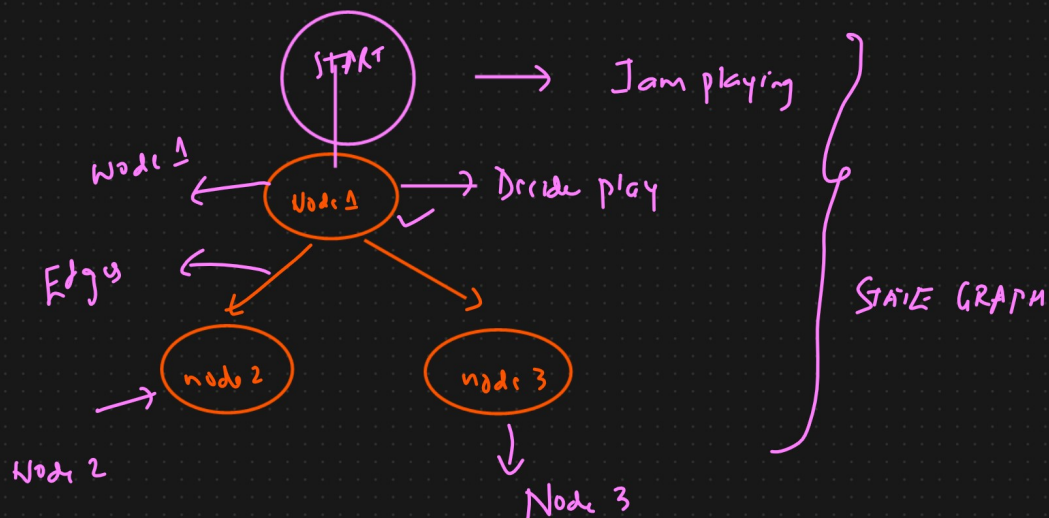 START
I am playing
Node 1
Node 1
Decide play
Edges
STATE GRAPH
node 2
node 3
Node 2
Node 3